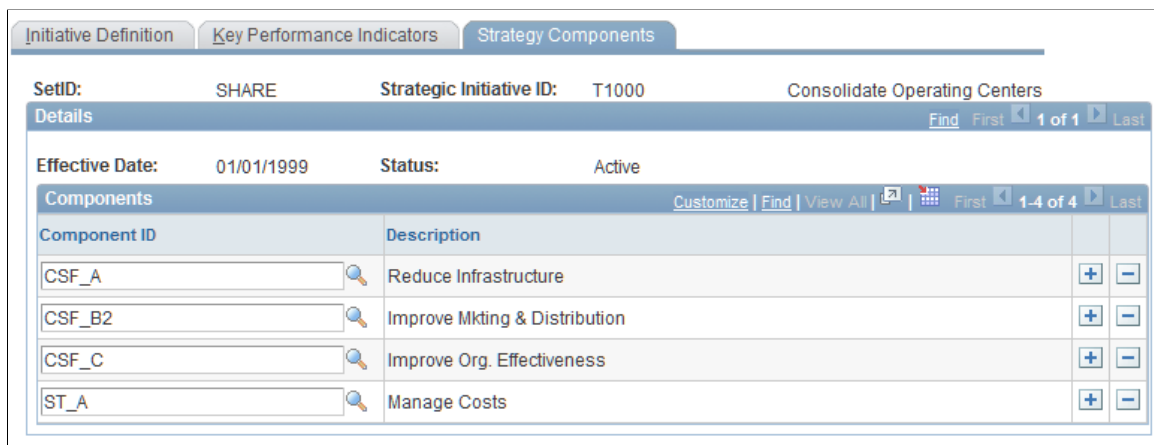 Initiative Definition Key Performance Indicators Strategy Components
SetID: SHARE Strategic Initiative ID: T1000 Consolidate Operating Centers
Details Find First 1 of 1 Last
Effective Date: 01/01/1999 Status: Active
Components Customize | Find | View All | | First 1-4 of 4 Last
Component ID Description
CSF_A Reduce Infrastructure
CSF_B2 Improve Mkting & Distribution
CSF_C Improve Org. Effectiveness
ST_A Manage Costs